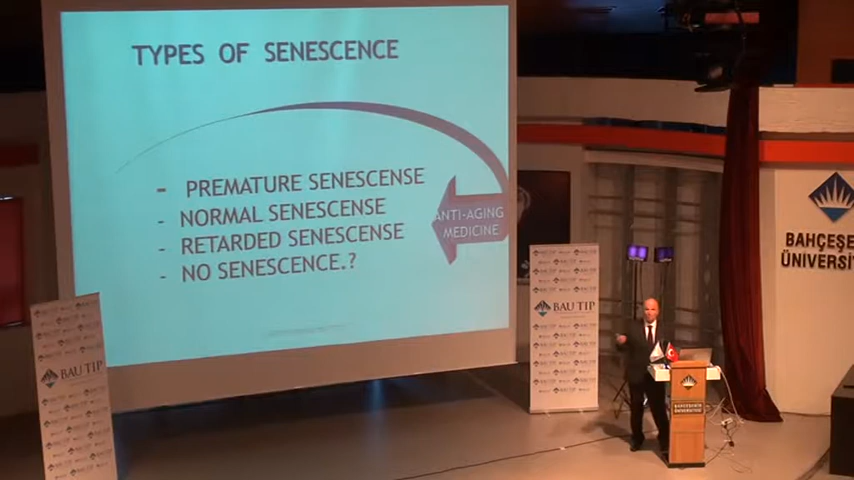 TYPES OF SENESCENCE
- PREMATURE SENESCENSE
- NORMAL SENESCENSE
- RETARDED SENESCENSE
- NO SENESCENSE.?
ANTI-AGING
MEDICINE
BAU TIP
BAU TIP
BAHÇEŞE
ÜNİVERSİ